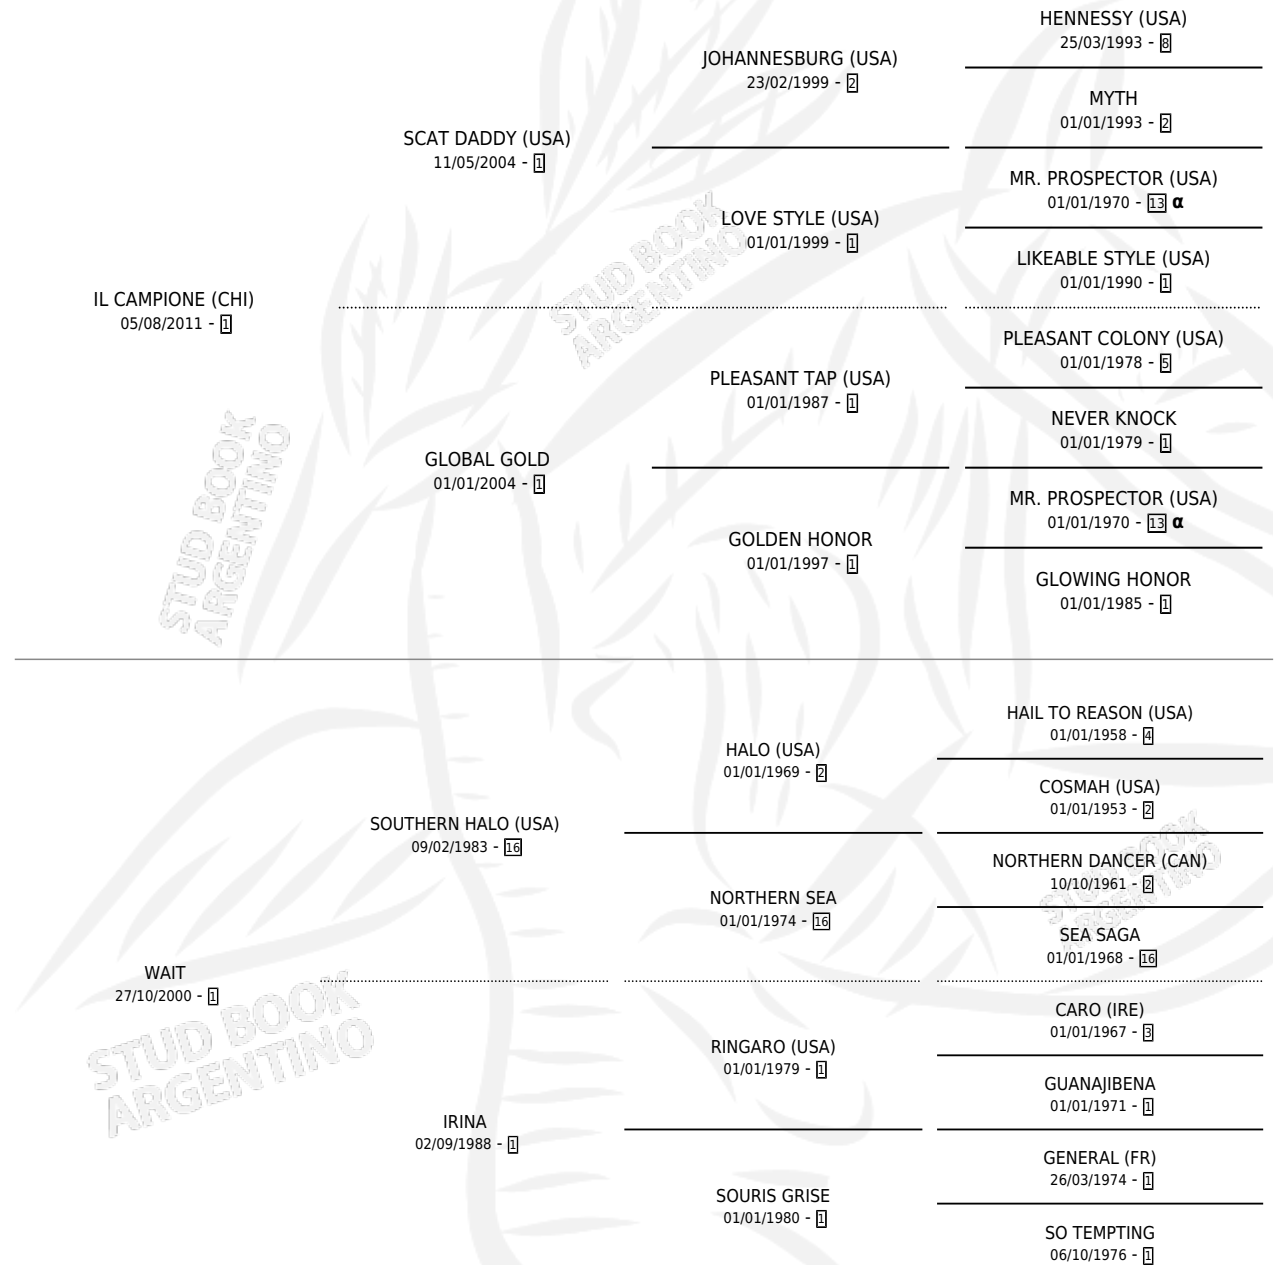 HENNESSY (USA)
25/03/1993 - 8
JOHANNESBURG (USA)
23/02/1999 - 2
MYTH
01/01/1993 - 2
SCAT DADDY (USA)
11/05/2004 - 1
MR. PROSPECTOR (USA)
01/01/1970 - 13 α
LOVE STYLE (USA)
01/01/1999 - 1
LIKEABLE STYLE (USA)
01/01/1990 - 1
IL CAMPIONE (CHI)
05/08/2011 - 1
PLEASANT COLONY (USA)
01/01/1978 - 5
PLEASANT TAP (USA)
01/01/1987 - 1
NEVER KNOCK
01/01/1979 - 1
GLOBAL GOLD
01/01/2004 - 1
MR. PROSPECTOR (USA)
01/01/1970 - 13 α
GOLDEN HONOR
01/01/1997 - 1
GLOWING HONOR
01/01/1985 - 1
HAIL TO REASON (USA)
01/01/1958 - 4
HALO (USA)
01/01/1969 - 2
COSMAH (USA)
01/01/1953 - 2
SOUTHERN HALO (USA)
09/02/1983 - 16
NORTHERN DANCER (CAN)
10/10/1961 - 2
NORTHERN SEA
01/01/1974 - 16
SEA SAGA
01/01/1968 - 16
WAIT
27/10/2000 - 1
CARO (IRE)
01/01/1967 - 3
RINGARO (USA)
01/01/1979 - 1
GUANAJIBENA
01/01/1971 - 1
IRINA
02/09/1988 - 1
GENERAL (FR)
26/03/1974 - 1
SOURIS GRISE
01/01/1980 - 1
SO TEMPTING
06/10/1976 - 1
STUD BOOK
ARGENTINO
STUD BOOK
ARGENTINO
STUD BOOK
ARGENTINO
STUD BOOK
ARGENTINO